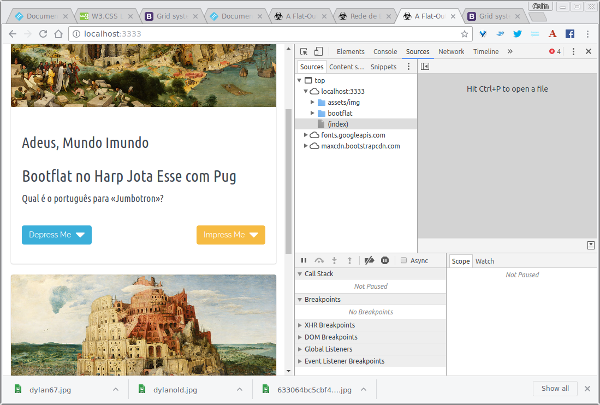 Colin
Document
W3.CSS
Grid syste
Document
A Flat-Ou
Rede de
A Flat-Ou
Grid syst
localhost:3333
Elements Console Sources Network Timeline » 4
Sources Content s... Snippets
top
localhost:3333
assets/img
bootflat
(index)
fonts.googleapis.com
maxcdn.bootstrapcdn.com
Hit Ctrl+P to open a file
Adeus, Mundo Imundo
Bootflat no Harp Jota Esse com Pug
Qual é o português para «Jumbotron»?
Depress Me
Impress Me
Async
Call Stack
Not Paused
Breakpoints
No Breakpoints
XHR Breakpoints
DOM Breakpoints
Global Listeners
Event Listener Breakpoints
Scope Watch
Not Paused
dylan67.jpg
dylanold.jpg
633064bc5cbf4....jpg
Show all